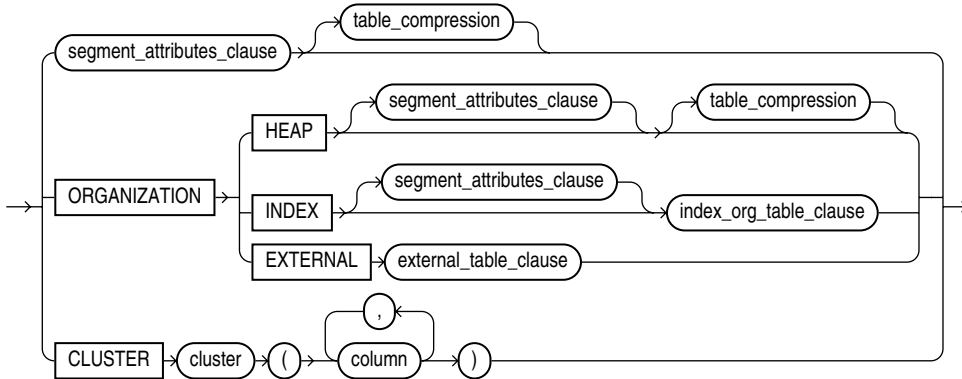 table_compression
segment_attributes_clause
segment_attributes_clause table_compression
HEAP
segment_attributes_clause
ORGANIZATION
INDEX index_org_table_clause
EXTERNAL external_table_clause
,
CLUSTER cluster ( column )